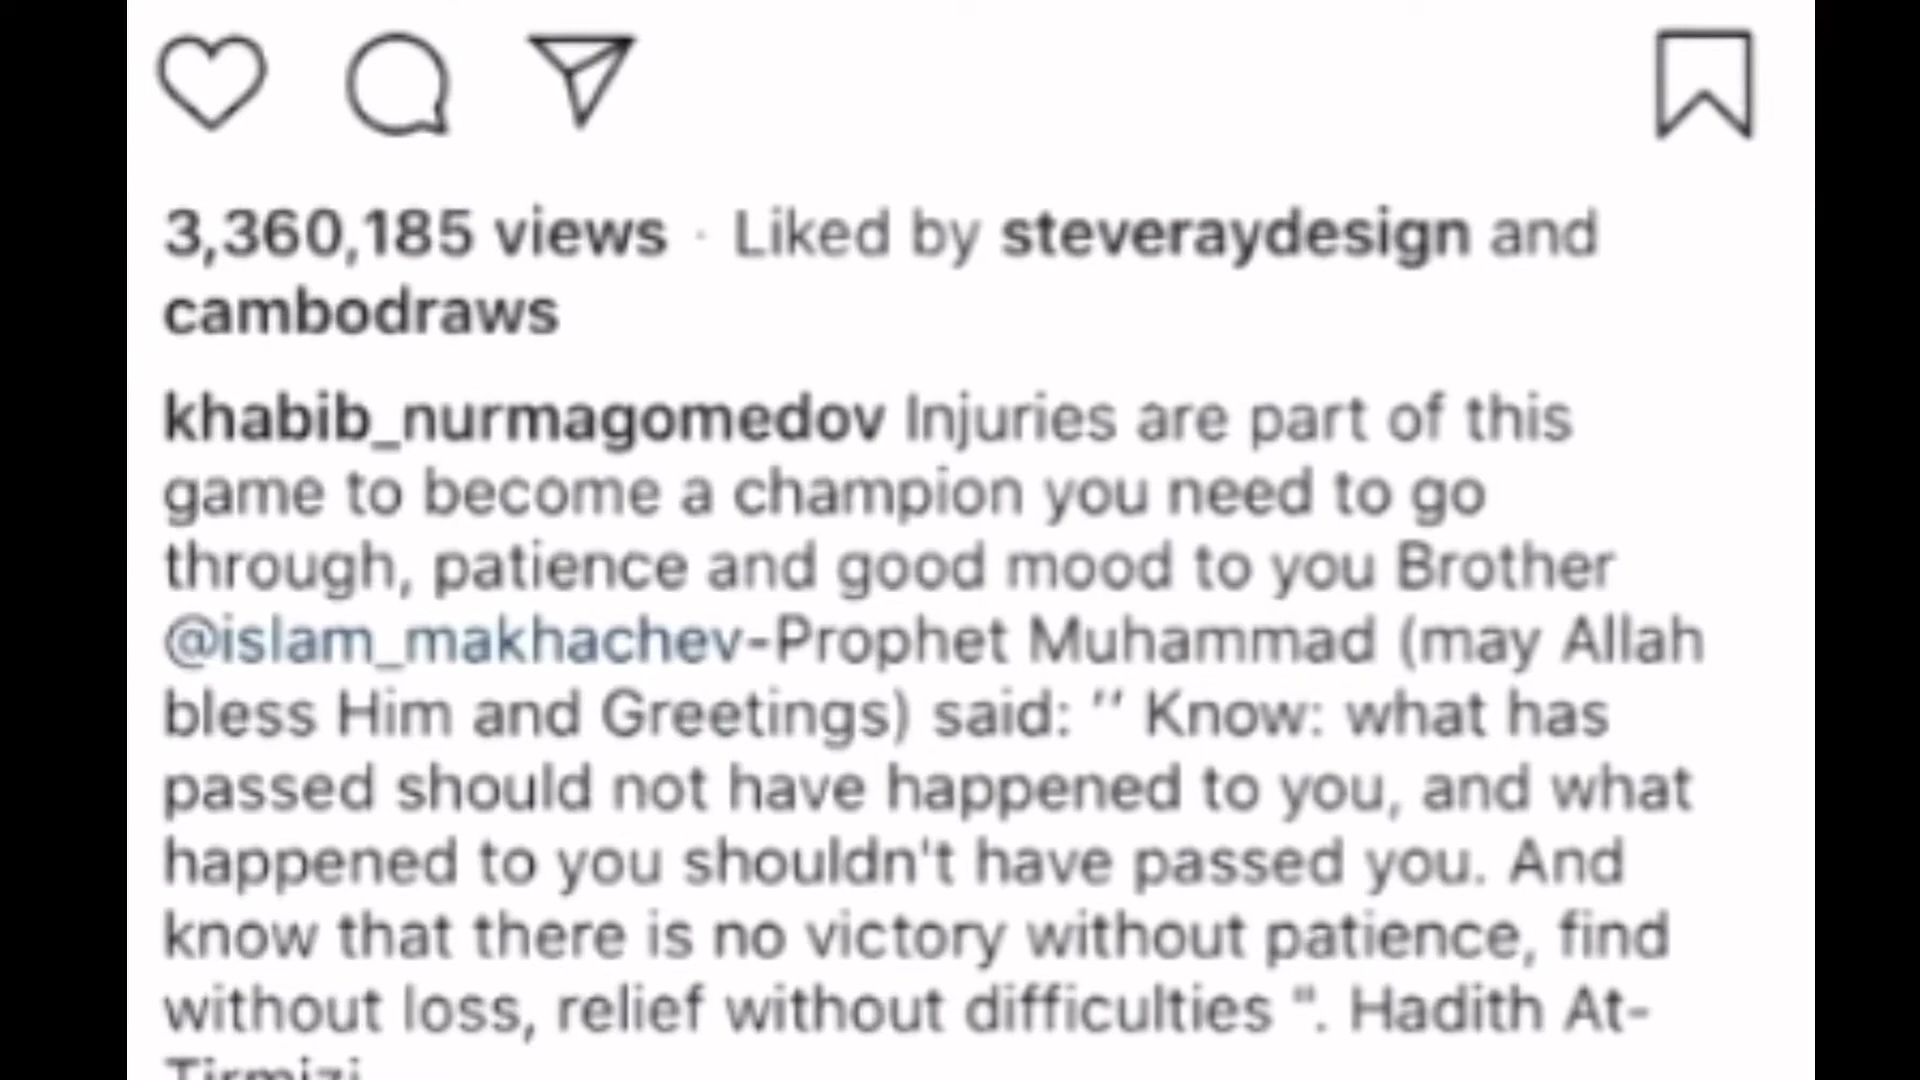 3,360,185 views · Liked by steveraydesign and
cambodraws
khabib_nurmagomedov Injuries are part of this
game to become a champion you need to go
through, patience and good mood to you Brother
@islam_makhachev-Prophet Muhammad (may Allah
bless Him and Greetings) said: ’’ Know: what has
passed should not have happened to you, and what
happened to you shouldn't have passed you. And
know that there is no victory without patience, find
without loss, relief without difficulties ". Hadith At-
Tirmizi